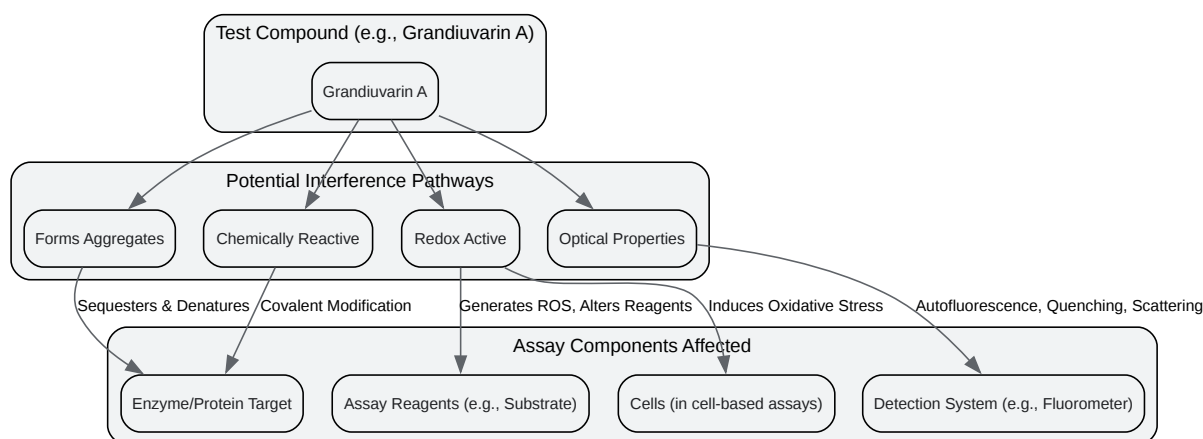 Test Compound (e.g., Grandiuvarin A)
Grandiuvarin A
Potential Interference Pathways
Forms Aggregates
Chemically Reactive
Redox Active
Optical Properties
Sequesters & Denatures
Covalent Modification
Generates ROS, Alters Reagents
Induces Oxidative Stress
Autofluorescence, Quenching, Scattering
Assay Components Affected
Enzyme/Protein Target
Assay Reagents (e.g., Substrate)
Cells (in cell-based assays)
Detection System (e.g., Fluorometer)